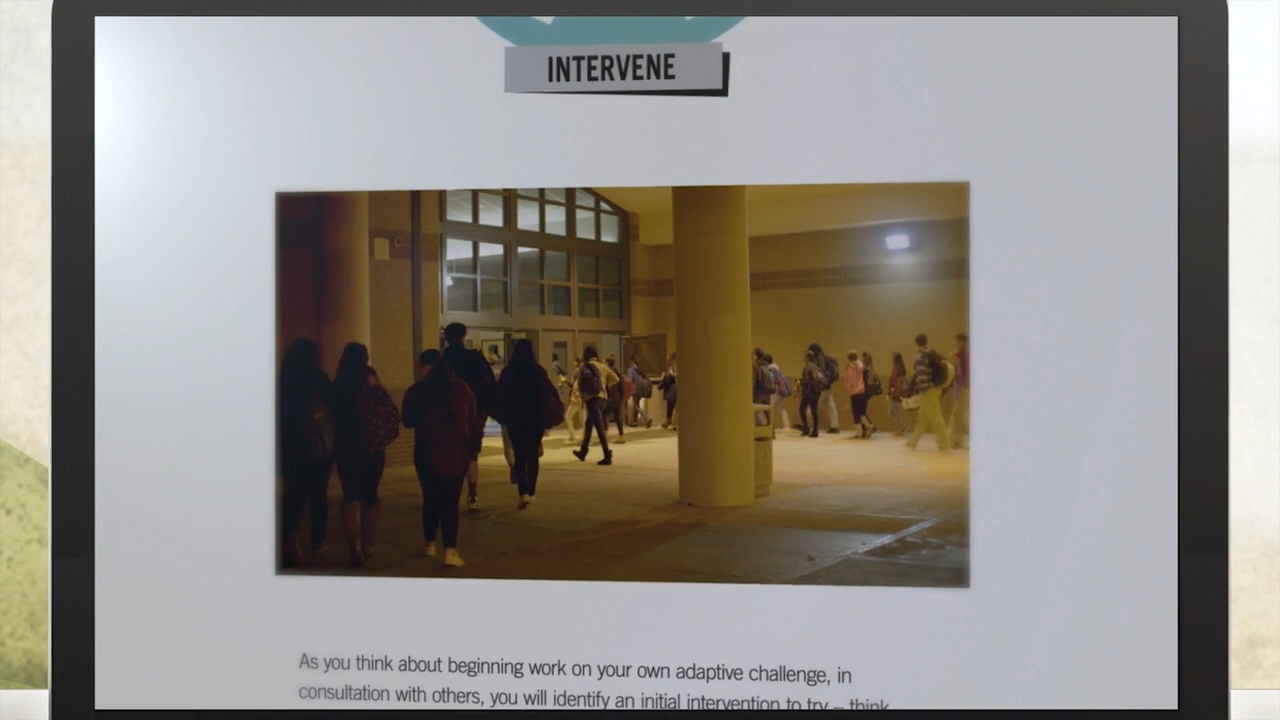 INTERVENE
As you think about beginning work on your own adaptive challenge, in
consultation with others, you will identify an initial intervention to try – think